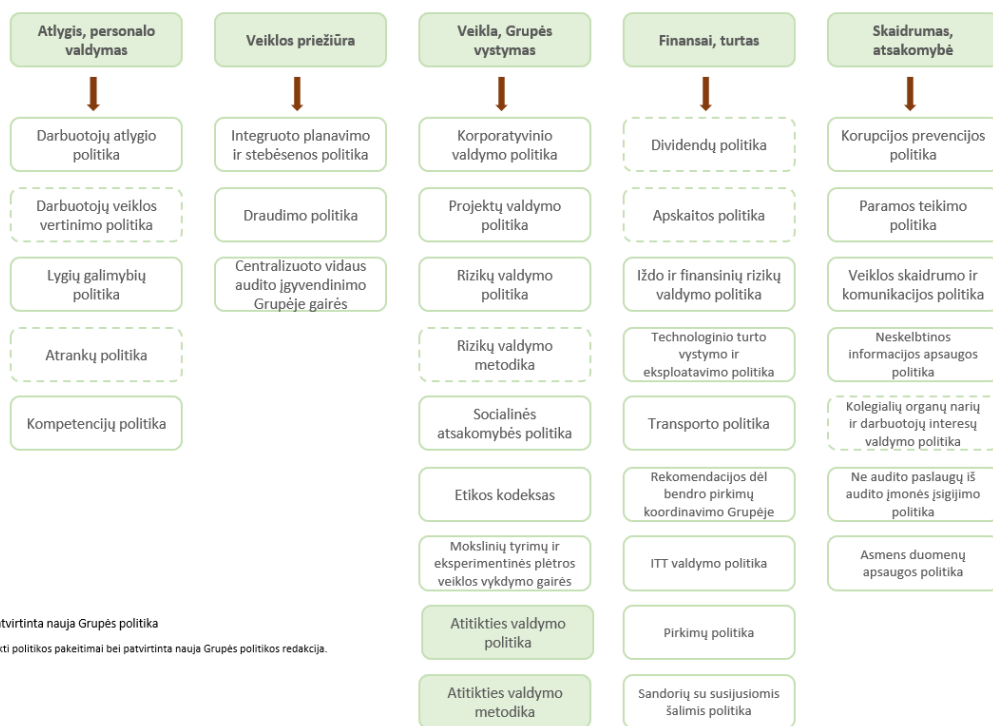 Atlygis, personalo
valdymas
Darbuotojų atlygio
politika
Darbuotojų veiklos
vertinimo politika
Lygių galimybių
politika
Atrankų politika
Kompetencijų politika
Veiklos priežiūra
Integruoto planavimo
ir stebėsenos politika
Draudimo politika
Centralizuoto vidaus
audito įgyvendinimo
Grupėje gairės
Veikla, Grupės
vystymas
Korporatyvinio
valdymo politika
Projektų valdymo
politika
Rizikų valdymo
politika
Rizikų valdymo
metodika
Socialinės
atsakomybės politika
Etikos kodeksas
Mokslinių tyrimų ir
eksperimentinės plėtros
veiklos vykdymo gairės
Atitikties valdymo
politika
Atitikties valdymo
metodika
Finansai, turtas
Dividendų politika
Apskaitos politika
Iždo ir finansinių rizikų
valdymo politika
Technologinio turto
vystymo ir
eksploatavimo politika
Transporto politika
Rekomendacijos dėl
bendro pirkimų
koordinavimo Grupėje
ITT valdymo politika
Pirkimų politika
Sandorių su susijusiomis
šalimis politika
Skaidrumas,
atsakomybė
Korupcijos prevencijos
politika
Paramos teikimo
politika
Veiklos skaidrumo ir
komunikacijos politika
Neskelbtinos
informacijos apsaugos
politika
Kolegialių organų narių
ir darbuotojų interesų
valdymo politika
Ne audito paslaugų iš
audito įmonės įsigijimo
politika
Asmens duomenų
apsaugos politika
nauja Grupės politika
politikos pakeitimai bei patvirtinta nauja Grupės politikos redakcija.